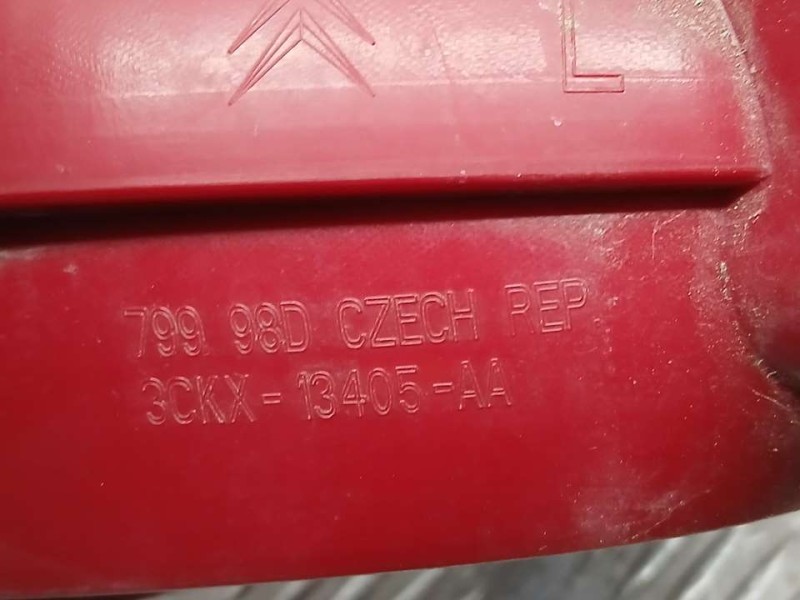 L
799 98D CZECH REP.
3CKX-13405-AA